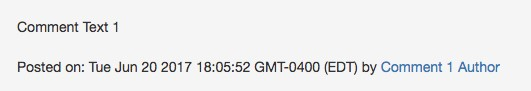 Comment Text 1
Posted on: Tue Jun 20 2017 18:05:52 GMT-0400 (EDT) by Comment 1 Author